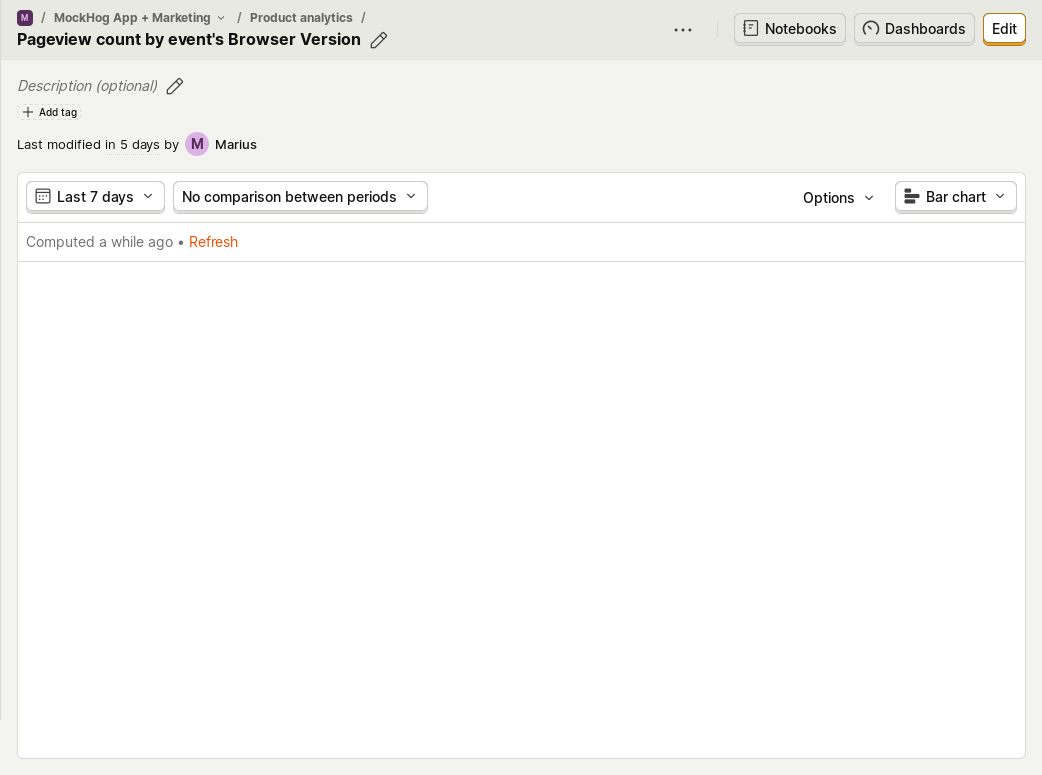 M / MockHog App + Marketing / Product analytics /
Pageview count by event's Browser Version
Notebooks
Dashboards
Edit
Description (optional)
Add tag
Last modified in 5 days by M Marius
Last 7 days
No comparison between periods
Options
Bar chart
Computed a while ago • Refresh